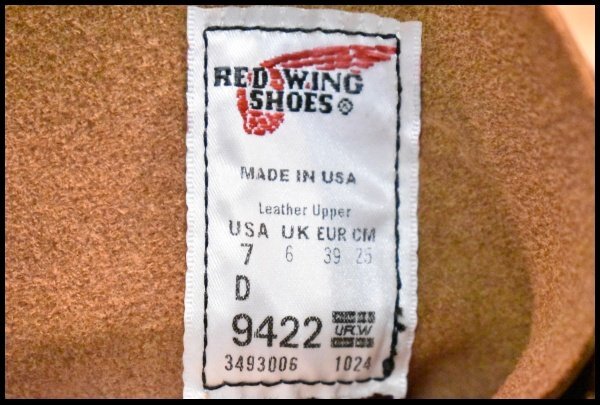 RED WING
SHOES
MADE IN USA
Leather Upper
USA UK EUR CM
7 6 39 25
D
9422 UFCW
3493006 1024